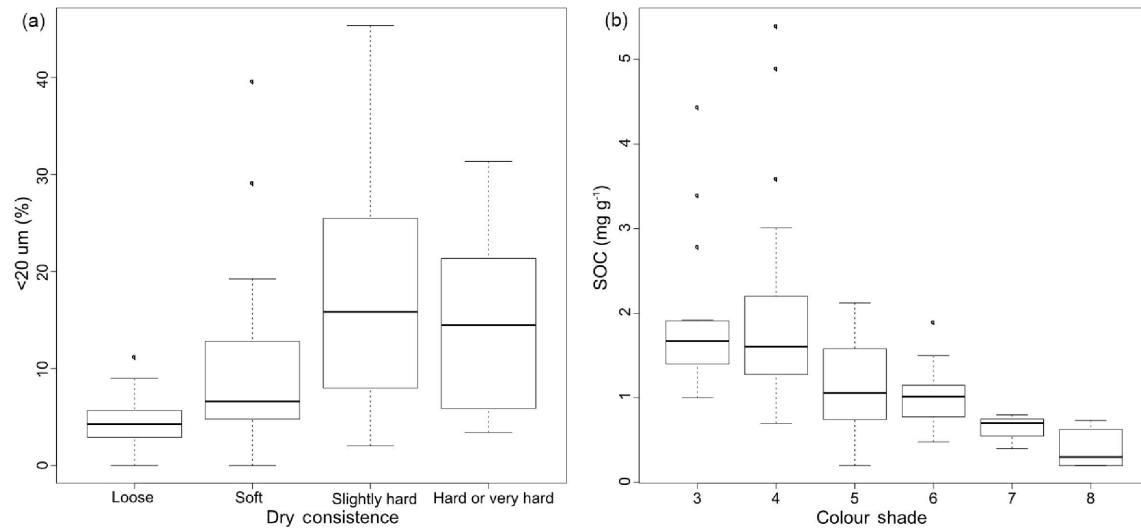 (a)
40
30
20
10
0
<20 um (%)
Loose Soft Slightly hard Hard or very hard
Dry consistence
(b)
5
4
3
2
1
0
SOC (mg g⁻¹)
3 4 5 6 7 8
Colour shade